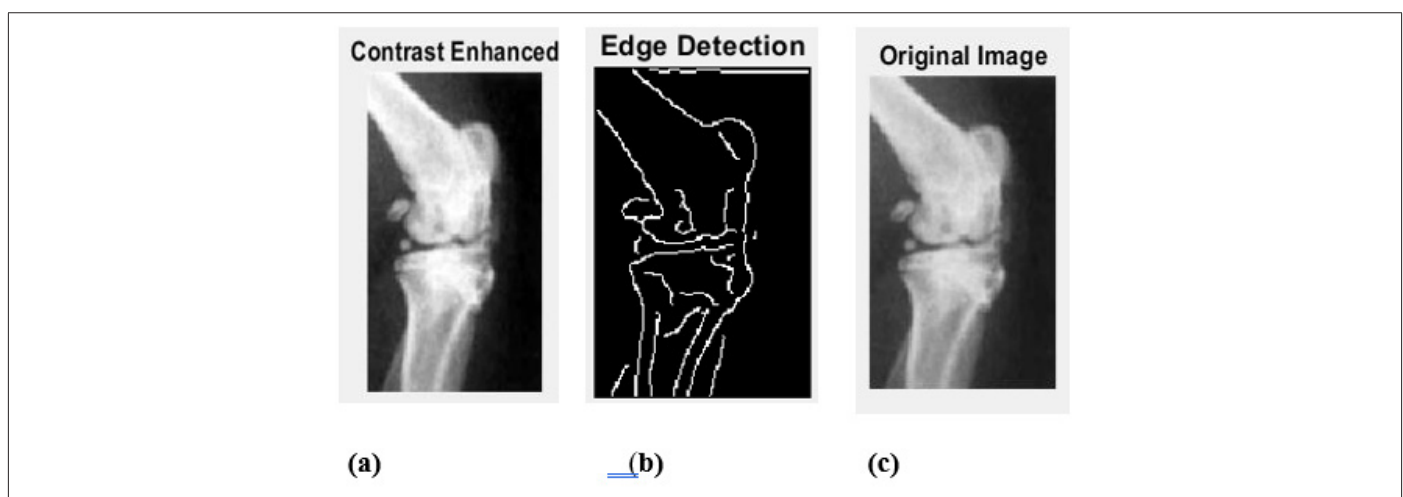 Contrast Enhanced
Edge Detection
Original Image
(a)
(b)
(c)